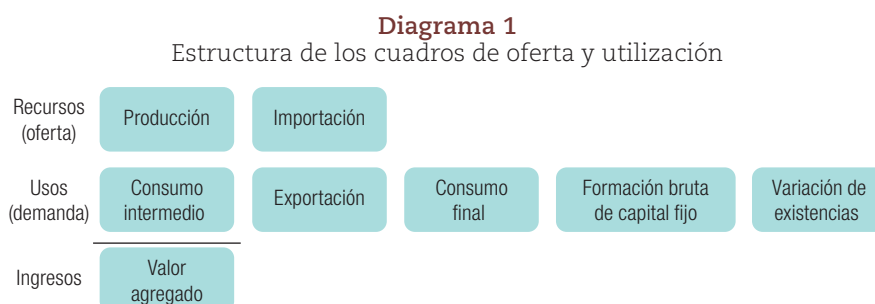 Diagrama 1
Estructura de los cuadros de oferta y utilización
Recursos
(oferta)
Producción
Importación
Usos
(demanda)
Consumo
intermedio
Exportación
Consumo
final
Formación bruta
de capital fijo
Variación de
existencias
Ingresos
Valor
agregado